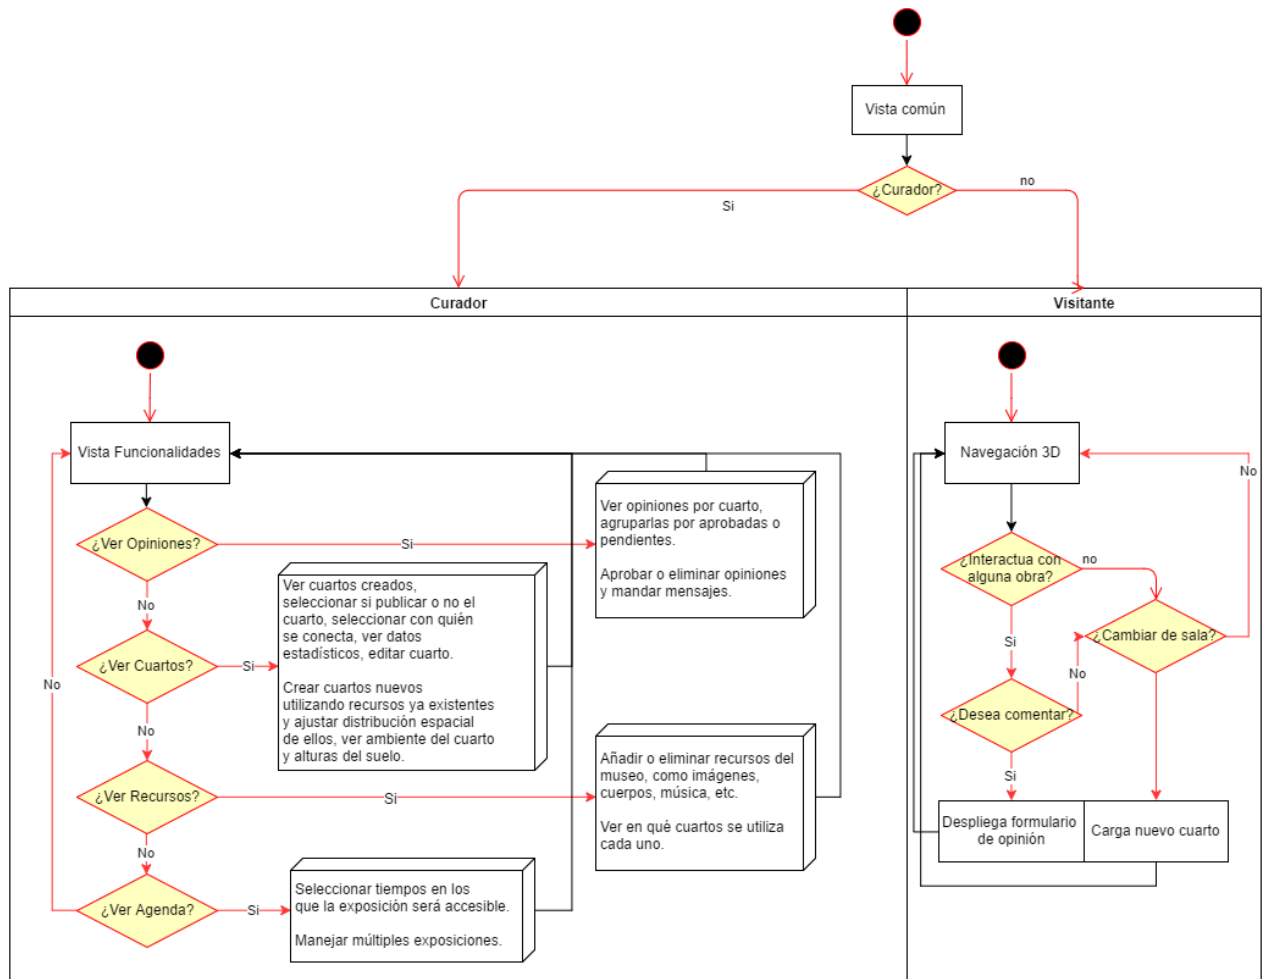 Vista común
¿Curador?
no
Si
Curador
Visitante
Vista Funcionalidades
¿Ver Opiniones?
Si
Ver opiniones por cuarto,
agruparlas por aprobadas o
pendientes.
Aprobar o eliminar opiniones
y mandar mensajes.
No
¿Ver Cuartos?
Si
Ver cuartos creados,
seleccionar si publicar o no el
cuarto, seleccionar con quién
se conecta, ver datos
estadísticos, editar cuarto.
Crear cuartos nuevos
utilizando recursos ya existentes
y ajustar distribución espacial
de ellos, ver ambiente del cuarto
y alturas del suelo.
No
No
¿Ver Recursos?
Si
Añadir o eliminar recursos del
museo, como imágenes,
cuerpos, música, etc.
Ver en qué cuartos se utiliza
cada uno.
No
¿Ver Agenda?
Si
Seleccionar tiempos en los
que la exposición será accesible.
Manejar múltiples exposiciones.
Navegación 3D
No
¿Interactua con
alguna obra?
no
¿Cambiar de sala?
Si
No
¿Desea comentar?
Si
Despliega formulario
de opinión
Carga nuevo cuarto